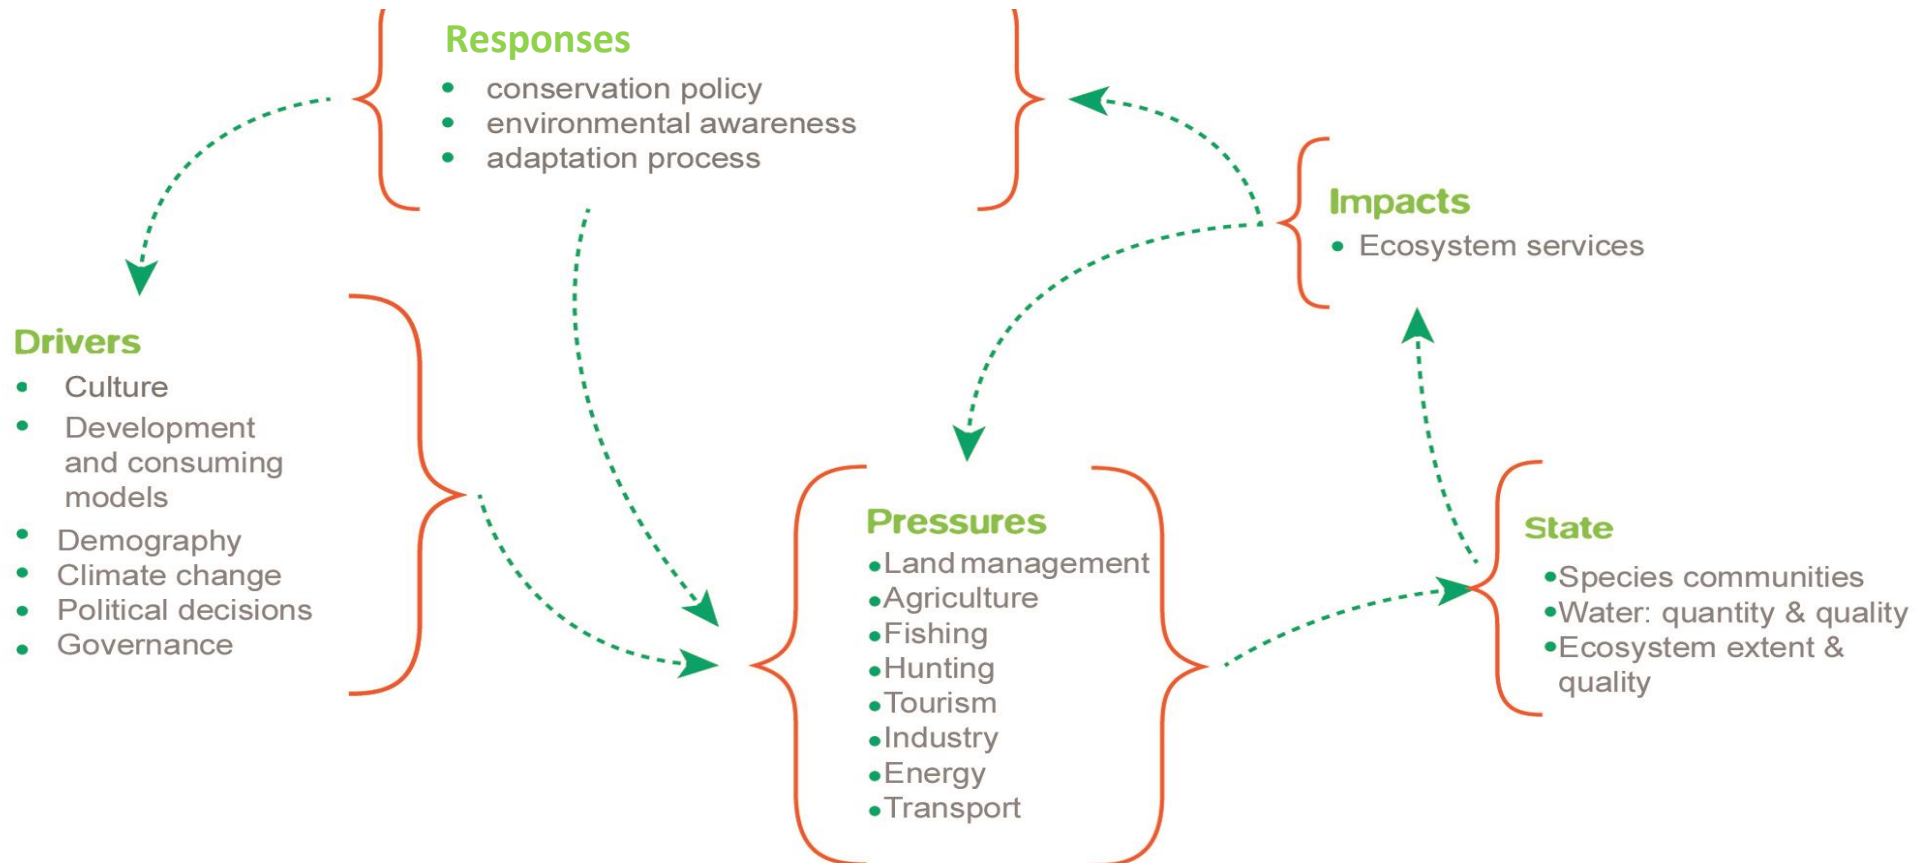 Responses
conservation policy
environmental awareness
adaptation process
Impacts
Ecosystem services
Drivers
Culture
Development
and consuming
models
Demography
Climate change
Political decisions
Governance
Pressures
Land management
Agriculture
Fishing
Hunting
Tourism
Industry
Energy
Transport
State
Species communities
Water: quantity & quality
Ecosystem extent &
quality